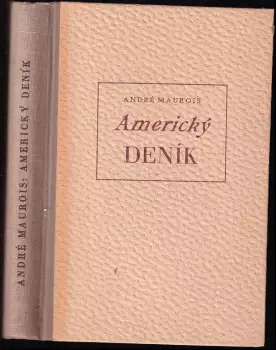 ANDRÉ MAUROIS: AMERICKÝ DENÍK
ANDRÉ MAUROIS
Americký
DENÍK